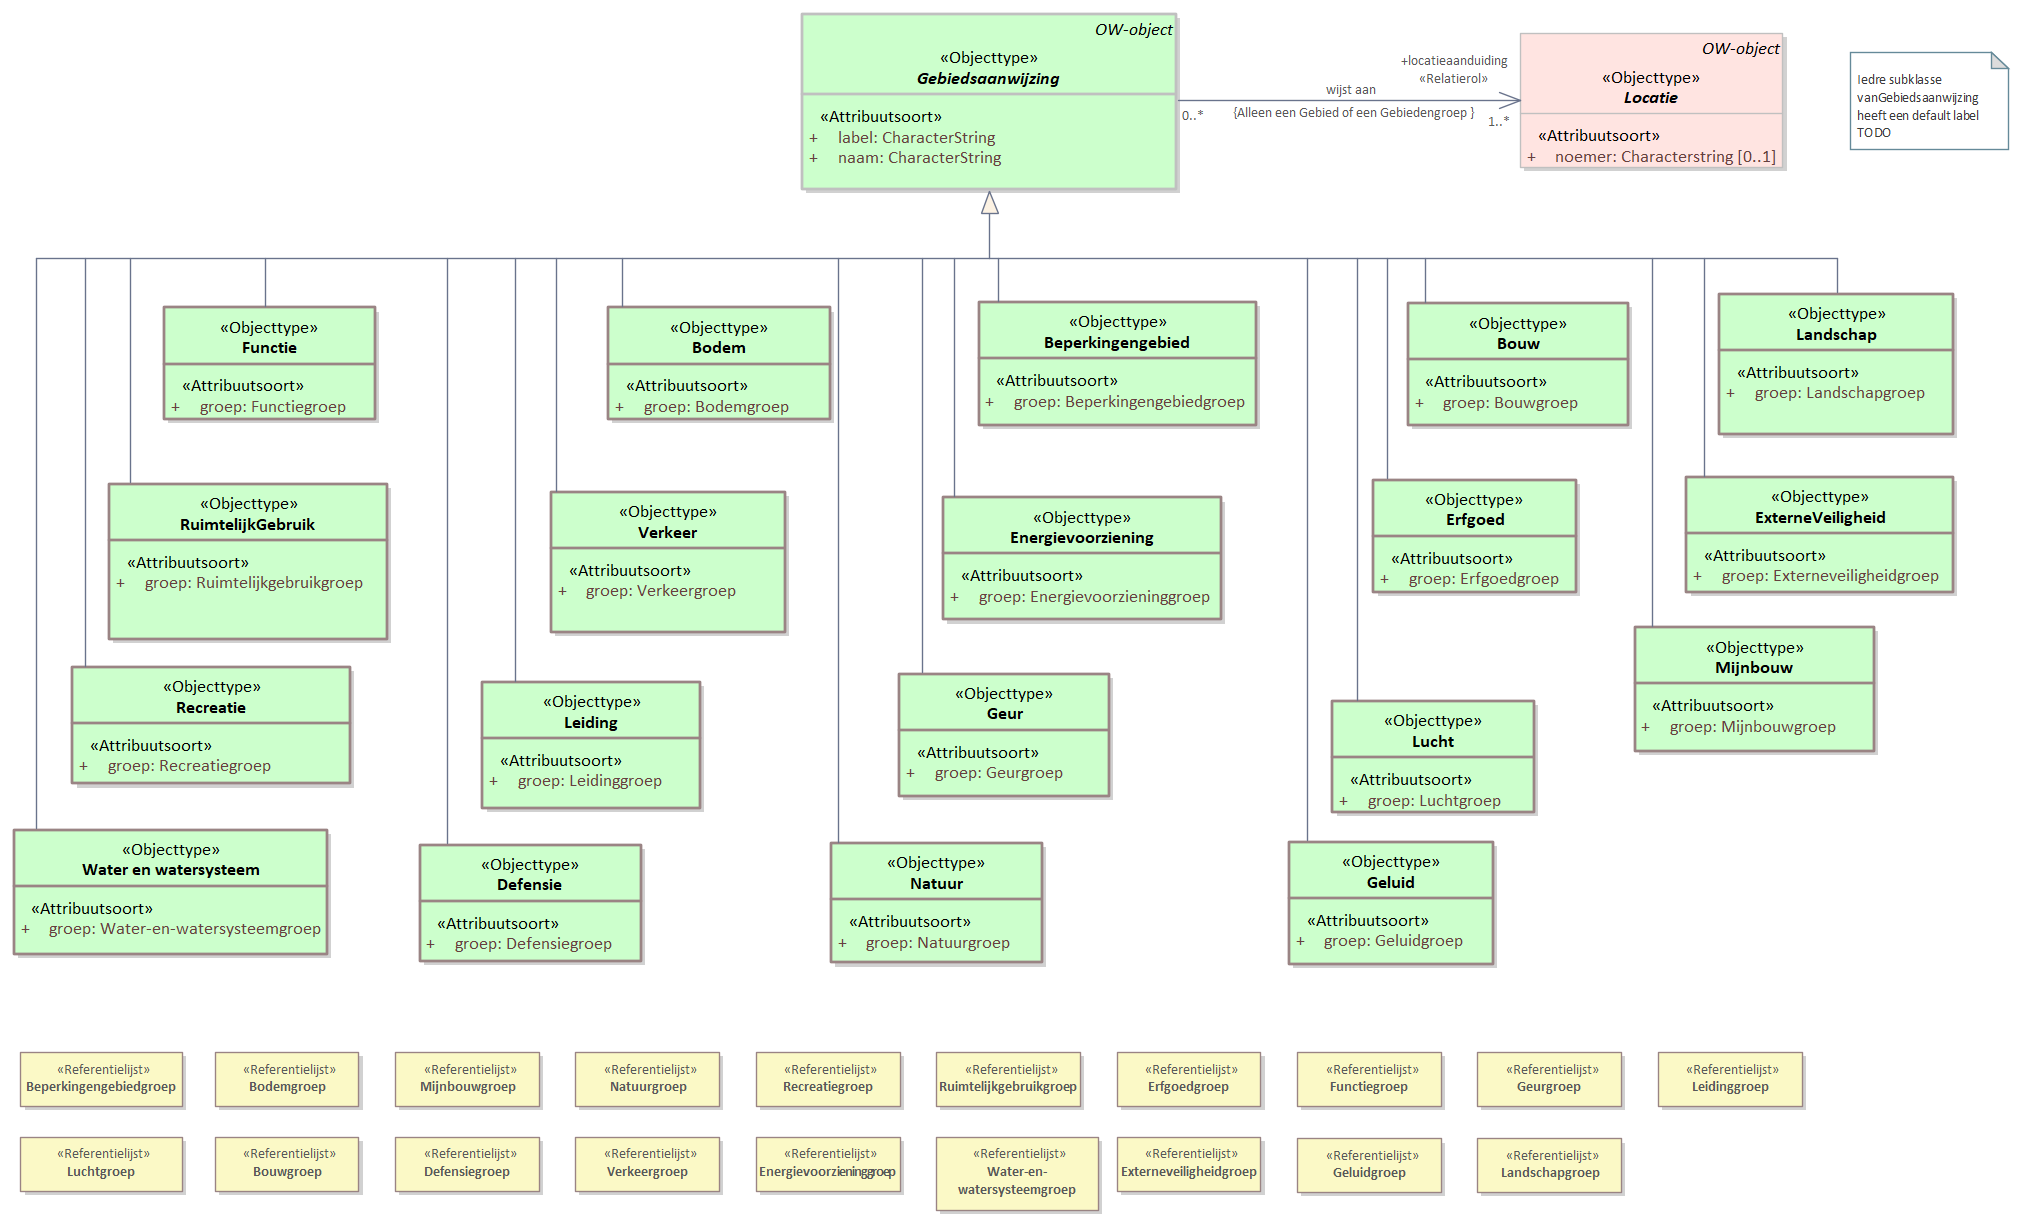 OW-object
«Objecttype»
Gebiedsaanwijzing
«Attribuutsoort»
+ label: CharacterString
+ naam: CharacterString
+locatieaanduiding
«Relatierol»
wijst aan
0..*
{Alleen een Gebied of een Gebiedengroep }
1..*
OW-object
«Objecttype»
Locatie
«Attribuutsoort»
+ noemer: Characterstring [0..1]
Iedre subklasse
vanGebiedsaanwijzing
heeft een default label
TODO
«Objecttype»
Functie
«Attribuutsoort»
+ groep: Functiegroep
«Objecttype»
Bodem
«Attribuutsoort»
+ groep: Bodemgroep
«Objecttype»
Beperkingengebied
«Attribuutsoort»
+ groep: Beperkingengebiedgroep
«Objecttype»
Bouw
«Attribuutsoort»
+ groep: Bouwgroep
«Objecttype»
Landschap
«Attribuutsoort»
+ groep: Landschapgroep
«Objecttype»
RuimtelijkGebruik
«Attribuutsoort»
+ groep: Ruimtelijkgebruikgroep
«Objecttype»
Verkeer
«Attribuutsoort»
+ groep: Verkeergroep
«Objecttype»
Energievoorziening
«Attribuutsoort»
+ groep: Energievoorzieninggroep
«Objecttype»
Erfgoed
«Attribuutsoort»
+ groep: Erfgoedgroep
«Objecttype»
ExterneVeiligheid
«Attribuutsoort»
+ groep: Externeveiligheidgroep
«Objecttype»
Recreatie
«Attribuutsoort»
+ groep: Recreatiegroep
«Objecttype»
Leiding
«Attribuutsoort»
+ groep: Leidinggroep
«Objecttype»
Geur
«Attribuutsoort»
+ groep: Geurgroep
«Objecttype»
Lucht
«Attribuutsoort»
+ groep: Luchtgroep
«Objecttype»
Mijnbouw
«Attribuutsoort»
+ groep: Mijnbouwgroep
«Objecttype»
Water en watersysteem
«Attribuutsoort»
+ groep: Water-en-watersysteemgroep
«Objecttype»
Defensie
«Attribuutsoort»
+ groep: Defensiegroep
«Objecttype»
Natuur
«Attribuutsoort»
+ groep: Natuurgroep
«Objecttype»
Geluid
«Attribuutsoort»
+ groep: Geluidgroep
«Referentielijst»
Beperkingengebiedgroep
«Referentielijst»
Bodemgroep
«Referentielijst»
Mijnbouwgroep
«Referentielijst»
Natuurgroep
«Referentielijst»
Recreatiegroep
«Referentielijst»
Ruimtelijkgebruikgroep
«Referentielijst»
Erfgoedgroep
«Referentielijst»
Functiegroep
«Referentielijst»
Geurgroep
«Referentielijst»
Leidinggroep
«Referentielijst»
Luchtgroep
«Referentielijst»
Bouwgroep
«Referentielijst»
Defensiegroep
«Referentielijst»
Verkeergroep
«Referentielijst»
Energievoorzieninggroep
«Referentielijst»
Water-en-
watersysteemgroep
«Referentielijst»
Externeveiligheidgroep
«Referentielijst»
Geluidgroep
«Referentielijst»
Landschapgroep